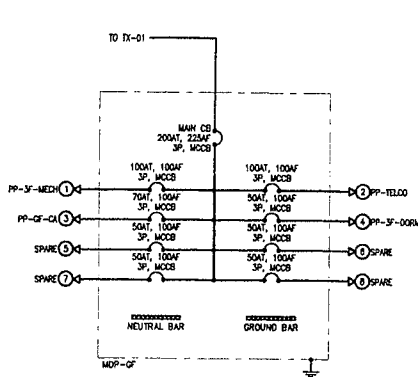 TO TX-01
MAIN CB
200AT, 225AF
3P, MCCB
100AT, 100AF
3P, MCCB
100AT, 100AF
3P, MCCB
PP-3F-MECH 1
2 PP-TELCO
70AT, 100AF
3P, MCCB
50AT, 100AF
3P, MCCB
PP-GF-CA 3
4 PP-3F-DORM
50AT, 100AF
3P, MCCB
50AT, 100AF
3P, MCCB
SPARE 5
6 SPARE
50AT, 100AF
3P, MCCB
50AT, 100AF
3P, MCCB
SPARE 7
8 SPARE
NEUTRAL BAR
GROUND BAR
MDP-GF